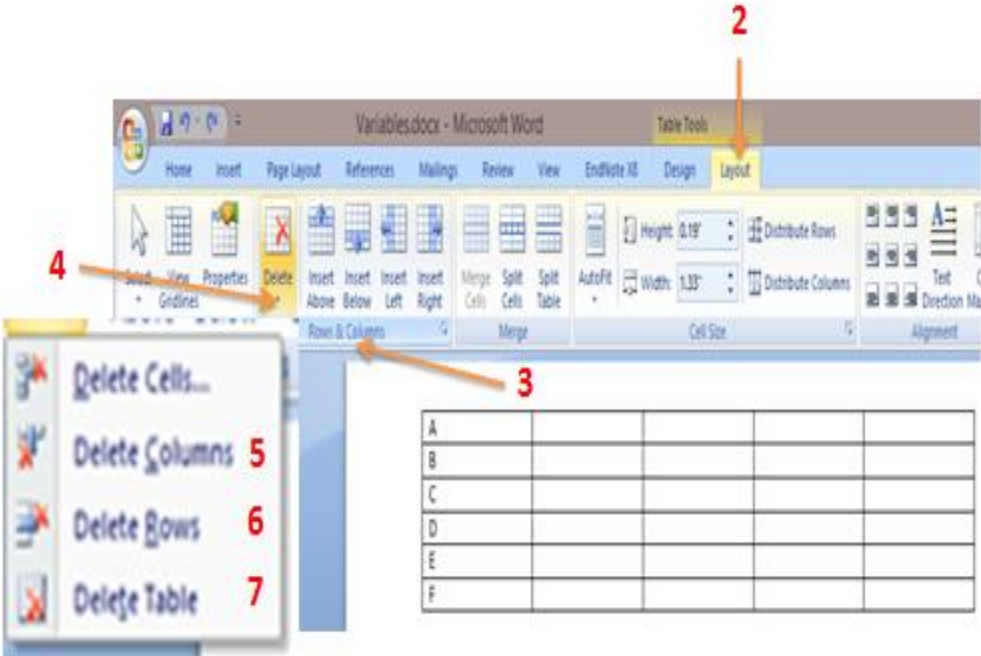 2
Variables.docx - Microsoft Word Table Tools
Home Insert Page Layout References Mailings Review View EndNote X8 Design Layout
Select View Gridlines Properties Delete Insert Above Insert Below Insert Left Insert Right Merge Cells Split Cells Split Table AutoFit Height: 0.19" Width: 1.33" Distribute Rows Distribute Columns Text Direction
4
Rows & Columns Merge Cell Size Alignment
3
Delete Cells...
Delete Columns 5
Delete Rows 6
Delete Table 7
A
B
C
D
E
F